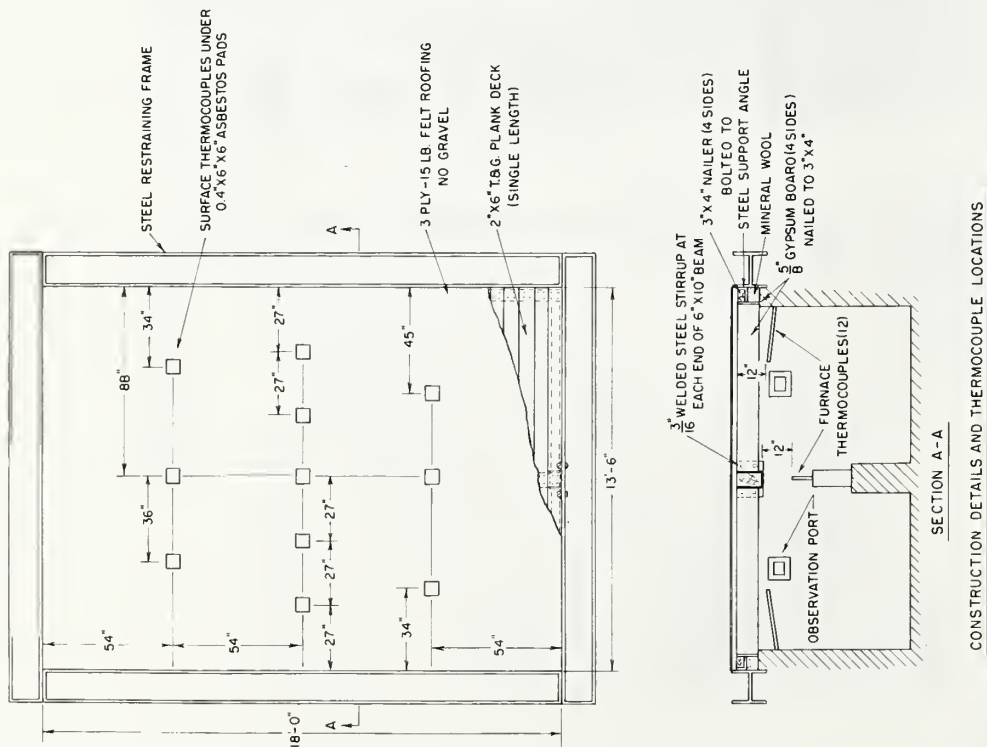 STEEL RESTRAINING FRAME
SURFACE THERMOCOUPLES UNDER
0.4"X6"X6" ASBESTOS PADS
3 PLY-15 LB. FELT ROOFING
NO GRAVEL
2"X6" T.&G. PLANK DECK
(SINGLE LENGTH)
A
A
34"
88"
36"
27"
27"
27"
27"
27"
45"
34"
54"
54"
54"
13'-6"
18'-0"
3/16" WELDED STEEL STIRRUP AT
EACH END OF 6"X10" BEAM
3"X4" NAILER (4 SIDES)
BOLTED TO
STEEL SUPPORT ANGLE
MINERAL WOOL
5/8" GYPSUM BOARD (4 SIDES)
NAILED TO 3"X4"
12"
12"
FURNACE
THERMOCOUPLES (12)
OBSERVATION PORT
SECTION A-A
CONSTRUCTION DETAILS AND THERMOCOUPLE LOCATIONS